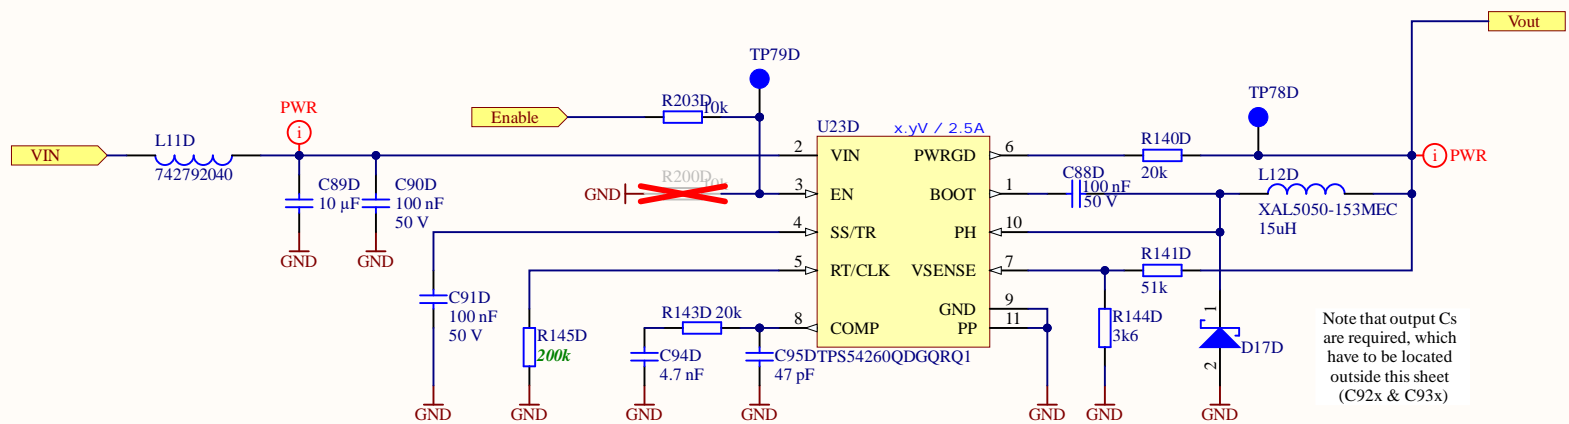 Vout
TP79D
Enable
R203D
10k
TP78D
PWR
L11D
742792040
VIN
U23D
x.yV / 2.5A
2
VIN
PWRGD
6
R140D
20k
PWR
C89D
10 µF
C90D
100 nF
50 V
GND
R200D
10k
3
EN
BOOT
1
C88D
100 nF
50 V
L12D
XAL5050-153MEC
15uH
4
SS/TR
PH
10
GND
GND
5
RT/CLK
VSENSE
7
R141D
51k
C91D
100 nF
50 V
R145D
200k
R143D 20k
8
COMP
GND
9
PP
11
R144D
3k6
1
D17D
2
C94D
4.7 nF
C95D
47 pF
TPS54260QDGQRQ1
Note that output Cs
are required, which
have to be located
outside this sheet
(C92x & C93x)
GND
GND
GND
GND
GND
GND
GND